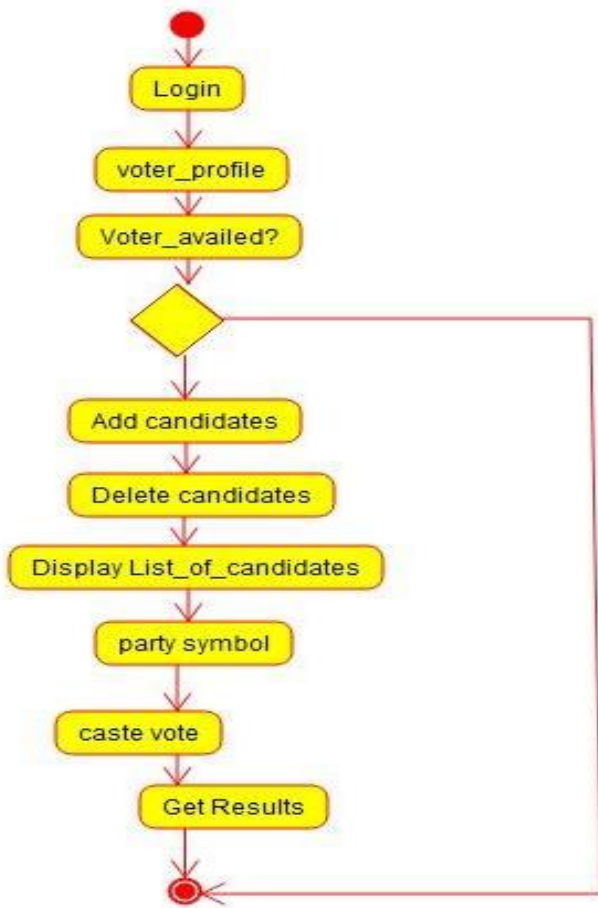 Login
voter_profile
Voter_availed?
Add candidates
Delete candidates
Display List_of_candidates
party symbol
caste vote
Get Results